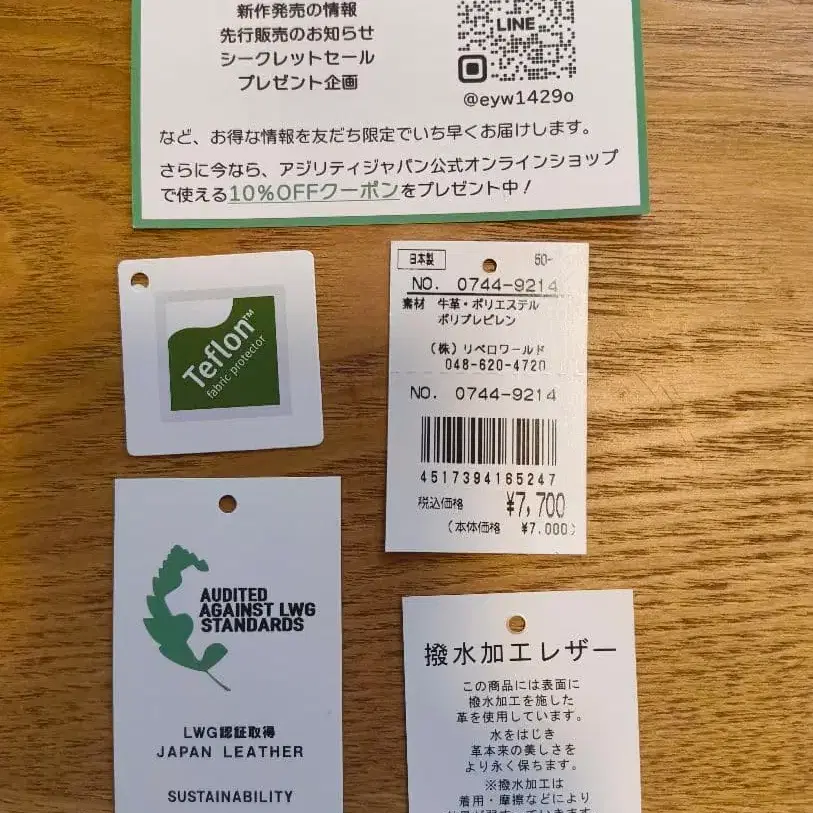 新作発売の情報
先行販売のお知らせ
シークレットセール
プレゼント企画
LINE
@eyw1429o
など、お得な情報を友だち限定でいち早くお届けします。
さらに今なら、アジリティジャパン公式オンラインショップ
で使える10%OFFクーポンをプレゼント中！
Teflon™
fabric protector
日本製 60-
NO. 0744-9214
素材 牛革・ポリエステル
ポリプレピレン
(株)リベロワールド
048-620-4720
NO. 0744-9214
4517394165247
税込価格 ¥7,700
(本体価格 ¥7.000)
AUDITED
AGAINST LWG
STANDARDS
LWG認証取得
JAPAN LEATHER
SUSTAINABILITY
撥水加工レザー
この商品には表面に
撥水加工を施した
革を使用しています。
水をはじき
革本来の美しさを
より永く保ちます。
※撥水加工は
着用・摩擦などにより